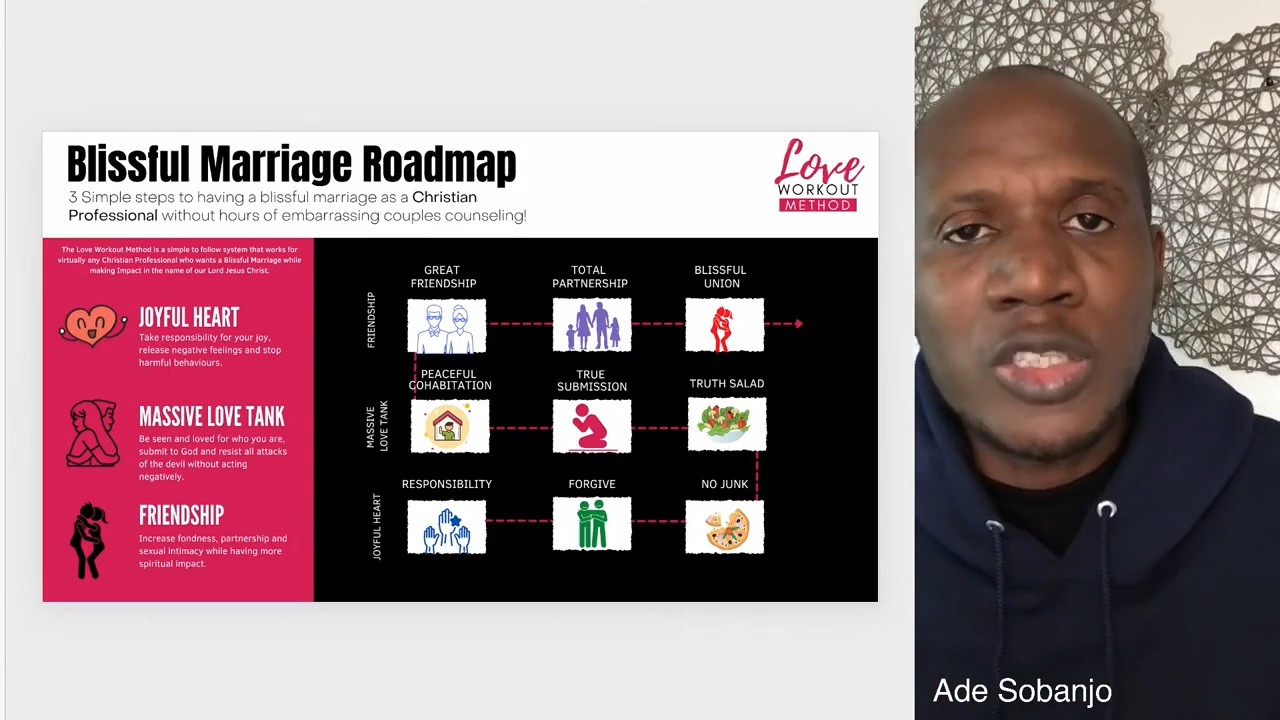 Blissful Marriage Roadmap
3 Simple steps to having a blissful marriage as a Christian
Professional without hours of embarrassing couples counseling!
Love
WORKOUT
METHOD
The Love Workout Method is a simple to follow system that works for
virtually any Christian Professional who wants a Blissful Marriage while
making Impact in the name of our Lord Jesus Christ.
JOYFUL HEART
Take responsibility for your joy,
release negative feelings and stop
harmful behaviours.
MASSIVE LOVE TANK
Be seen and loved for who you are,
submit to God and resist all attacks
of the devil without acting
negatively.
FRIENDSHIP
Increase fondness, partnership and
sexual intimacy while having more
spiritual impact.
FRIENDSHIP
GREAT
FRIENDSHIP
TOTAL
PARTNERSHIP
BLISSFUL
UNION
MASSIVE
LOVE TANK
PEACEFUL
COHABITATION
TRUE
SUBMISSION
TRUTH SALAD
JOYFUL HEART
RESPONSIBILITY
FORGIVE
NO JUNK
Ade Sobanjo